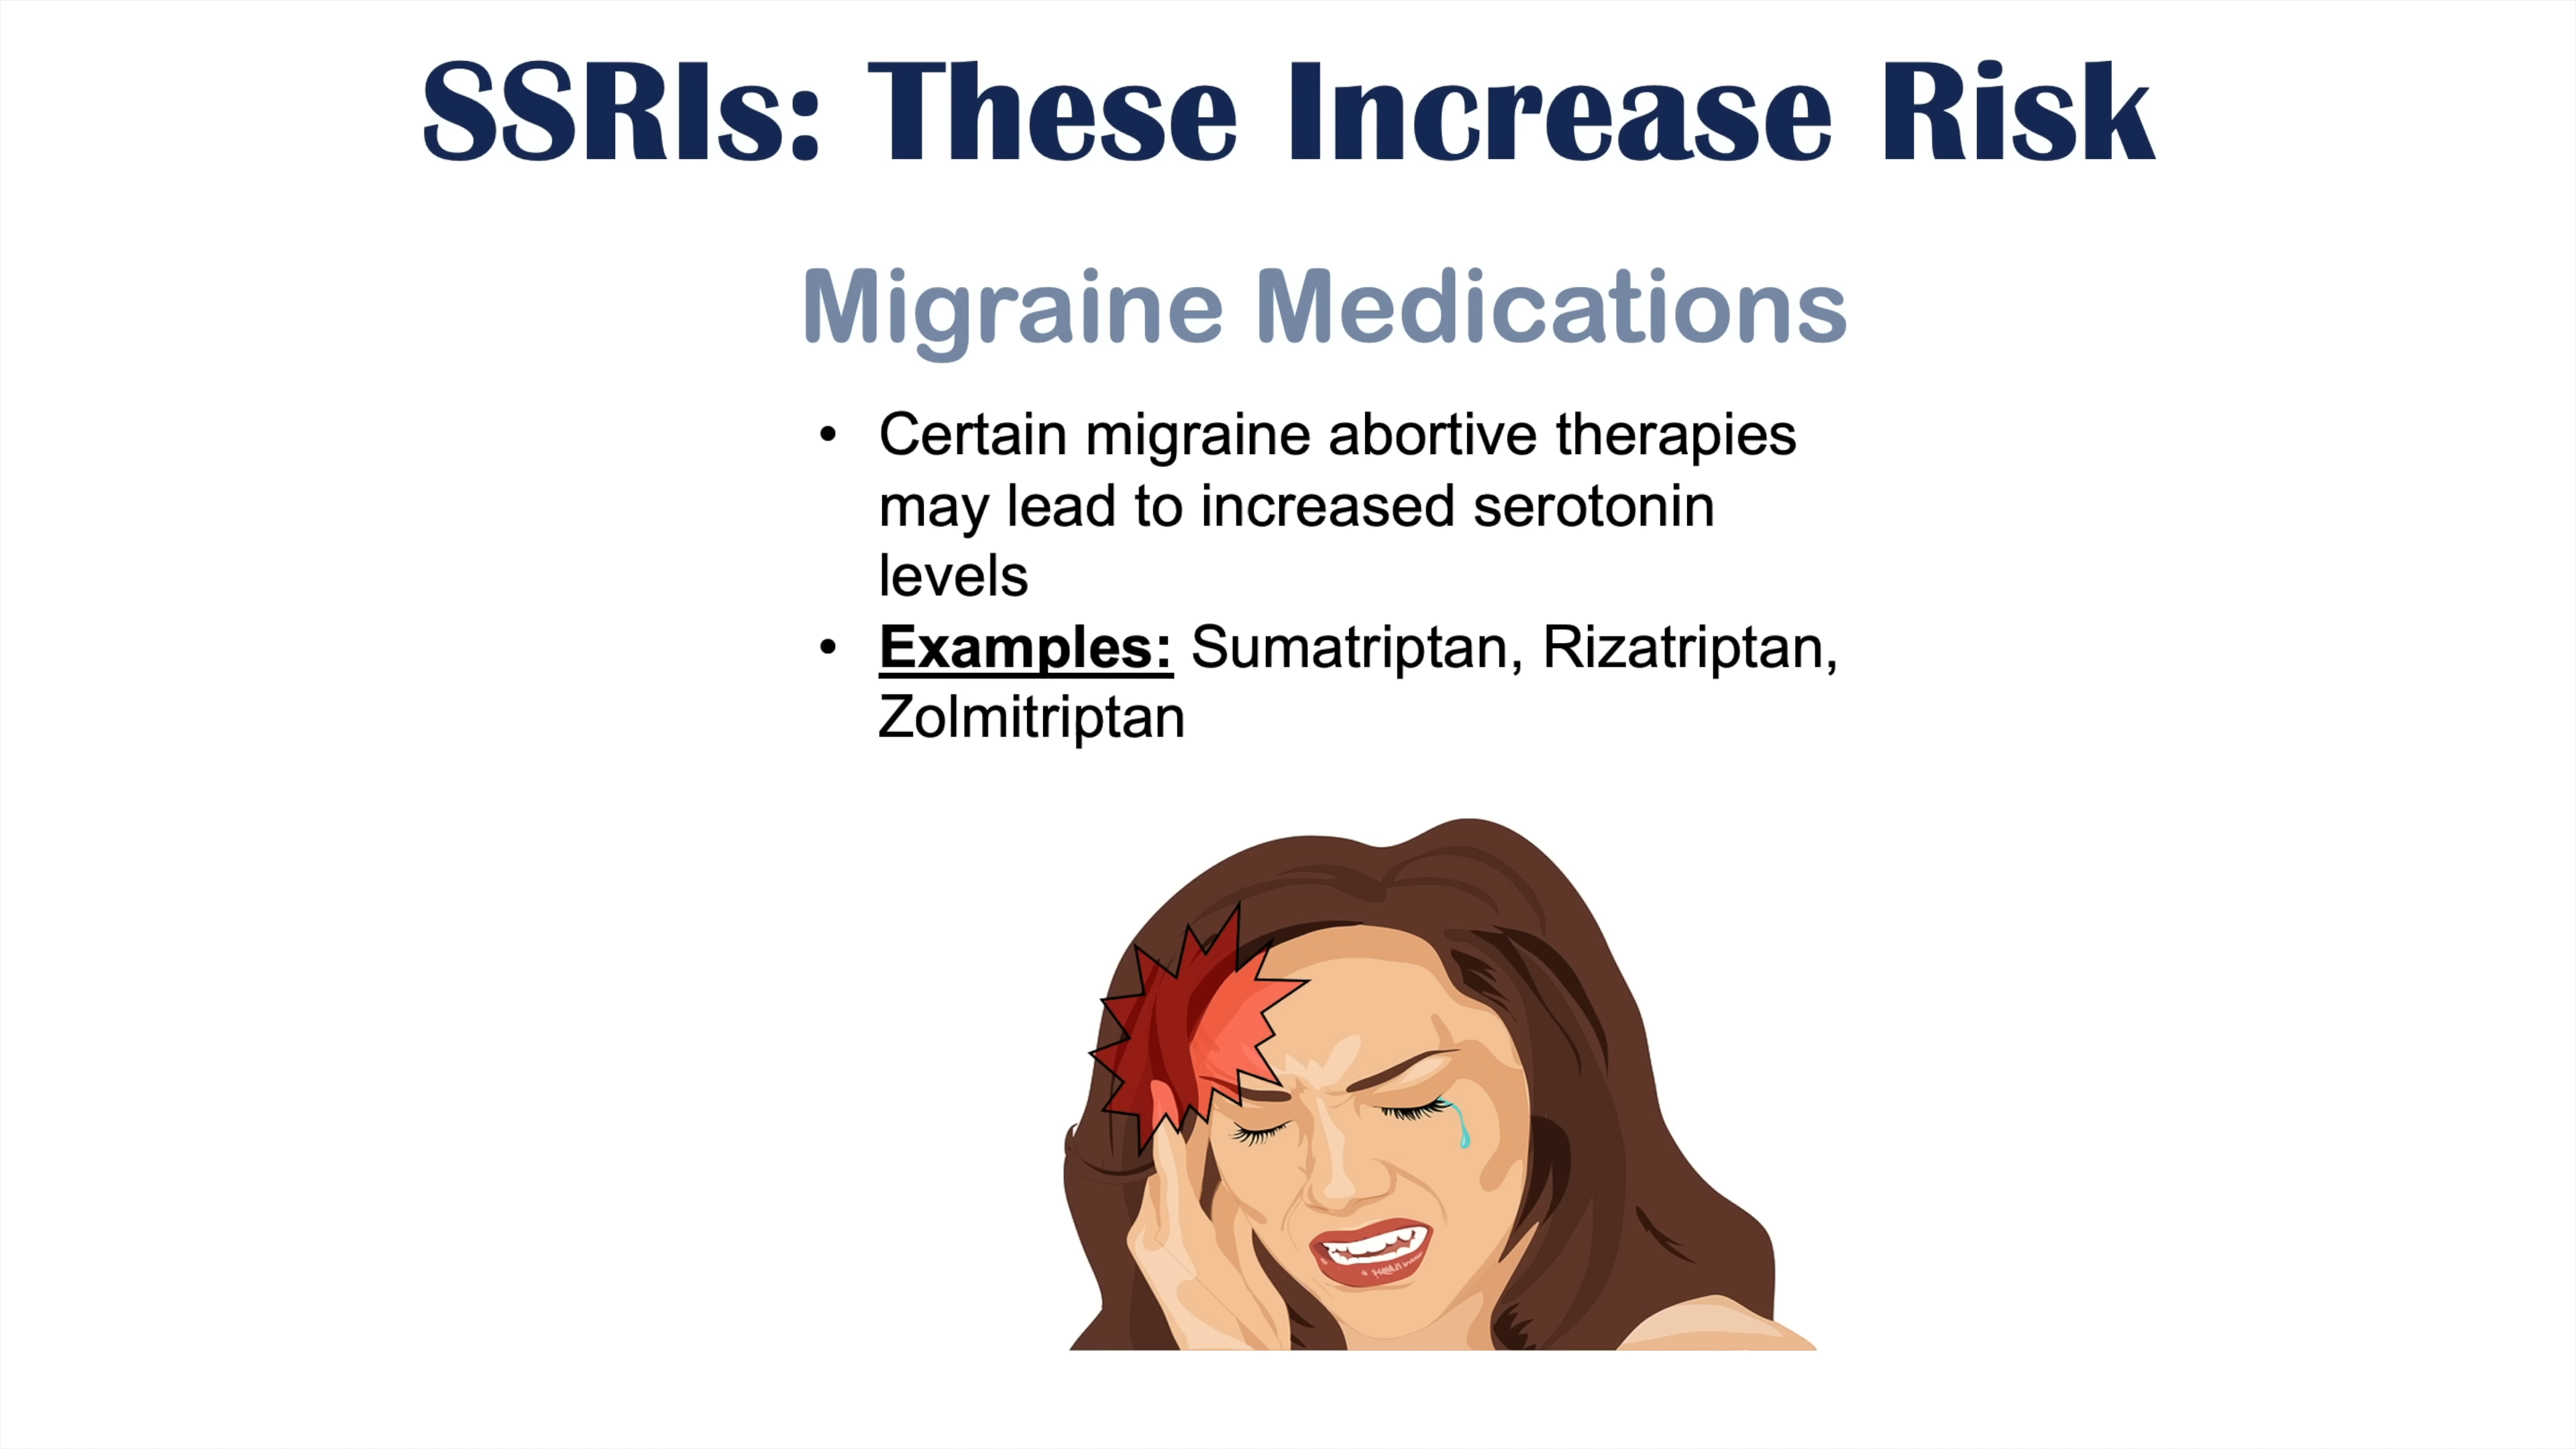 SSRIs: These Increase Risk
Migraine Medications
• Certain migraine abortive therapies
may lead to increased serotonin
levels
• Examples: Sumatriptan, Rizatriptan,
Zolmitriptan